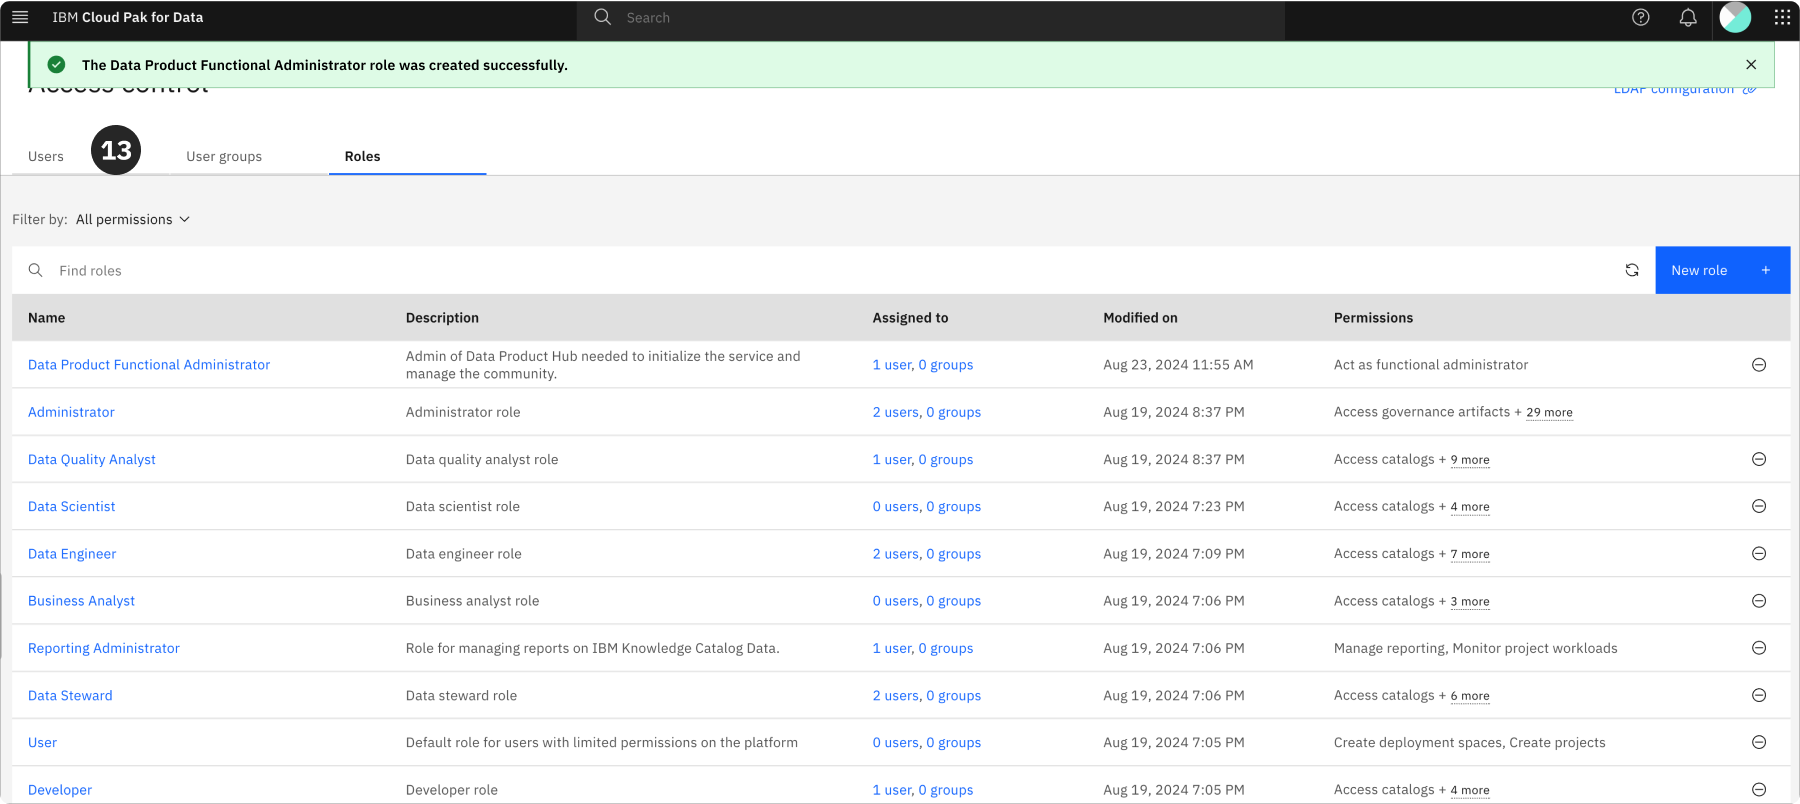 IBM Cloud Pak for Data
Search
The Data Product Functional Administrator role was created successfully.
Access control
LDAP configuration
Users
13
User groups
Roles
Filter by: All permissions
Find roles
New role +
Name Description Assigned to Modified on Permissions
Data Product Functional Administrator Admin of Data Product Hub needed to initialize the service and 1 user, 0 groups Aug 23, 2024 11:55 AM Act as functional administrator
manage the community.
Administrator Administrator role 2 users, 0 groups Aug 19, 2024 8:37 PM Access governance artifacts + 29 more
Data Quality Analyst Data quality analyst role 1 user, 0 groups Aug 19, 2024 8:37 PM Access catalogs + 9 more
Data Scientist Data scientist role 0 users, 0 groups Aug 19, 2024 7:23 PM Access catalogs + 4 more
Data Engineer Data engineer role 2 users, 0 groups Aug 19, 2024 7:09 PM Access catalogs + 7 more
Business Analyst Business analyst role 0 users, 0 groups Aug 19, 2024 7:06 PM Access catalogs + 3 more
Reporting Administrator Role for managing reports on IBM Knowledge Catalog Data. 1 user, 0 groups Aug 19, 2024 7:06 PM Manage reporting, Monitor project workloads
Data Steward Data steward role 2 users, 0 groups Aug 19, 2024 7:06 PM Access catalogs + 6 more
User Default role for users with limited permissions on the platform 0 users, 0 groups Aug 19, 2024 7:05 PM Create deployment spaces, Create projects
Developer Developer role 1 user, 0 groups Aug 19, 2024 7:05 PM Access catalogs + 4 more